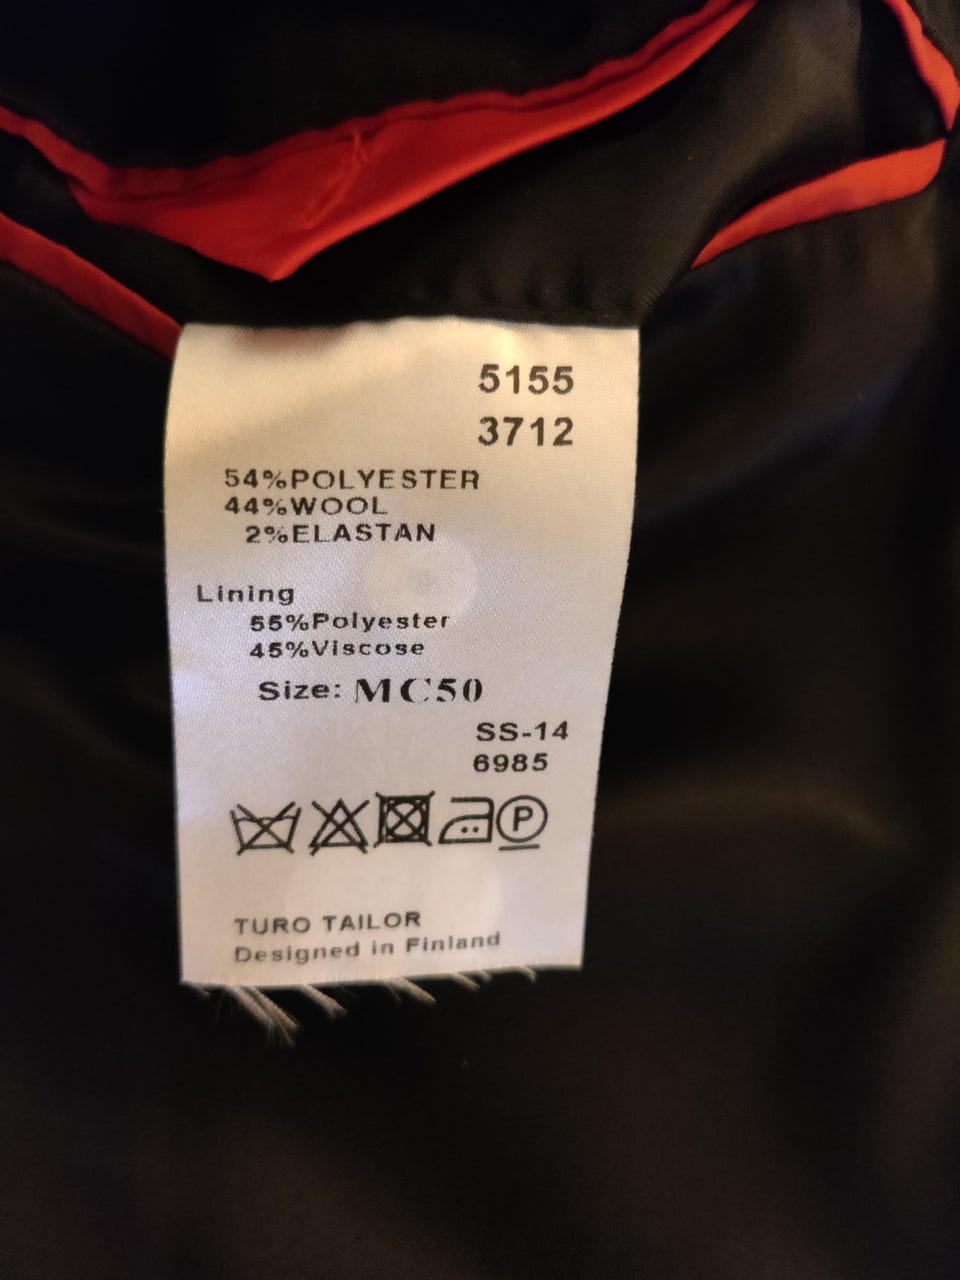 5155
3712
54%POLYESTER
44%WOOL
2%ELASTAN
Lining
55%Polyester
45%Viscose
Size: MC50
SS-14
6985
P
TURO TAILOR
Designed in Finland